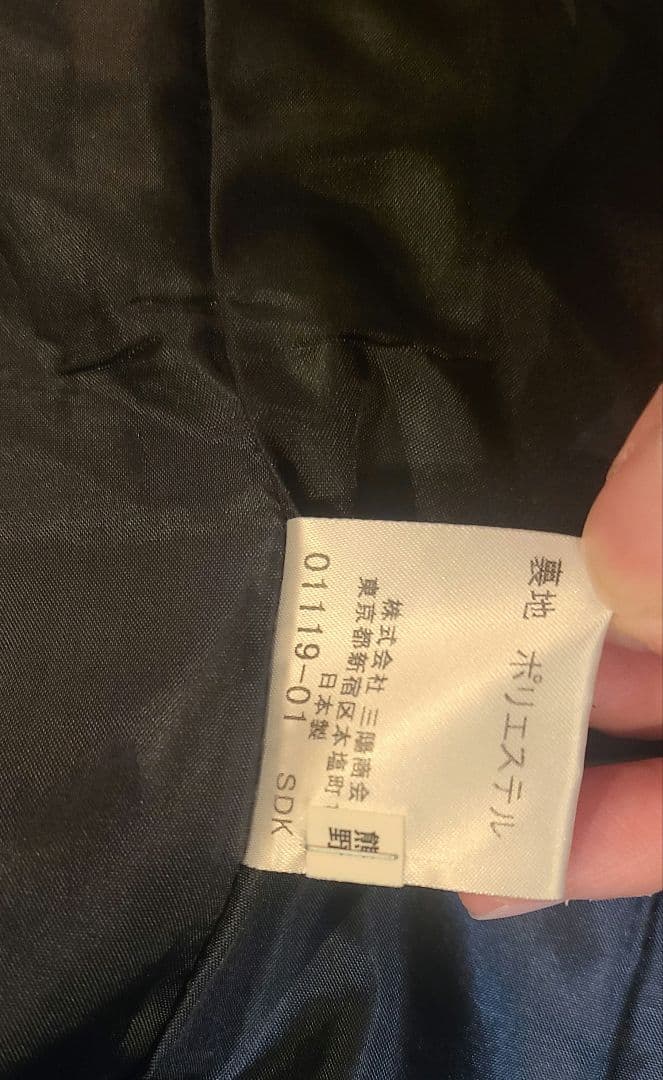 裏地 ポリエステル
株式会社 三陽商会
東京都新宿区本塩町
日本製
01119-01 SDK
熊野